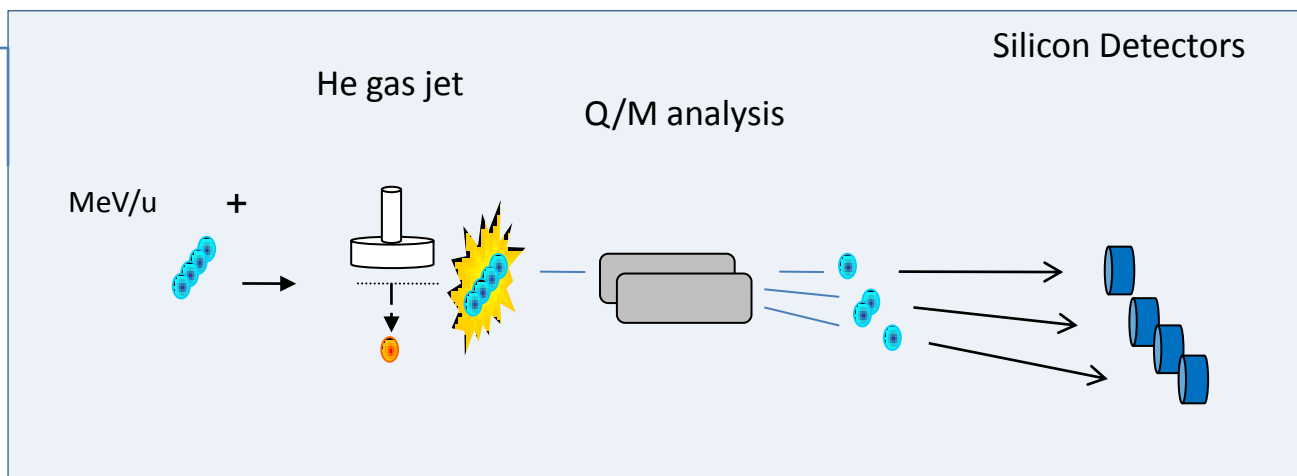 Silicon Detectors
He gas jet
Q/M analysis
MeV/u +